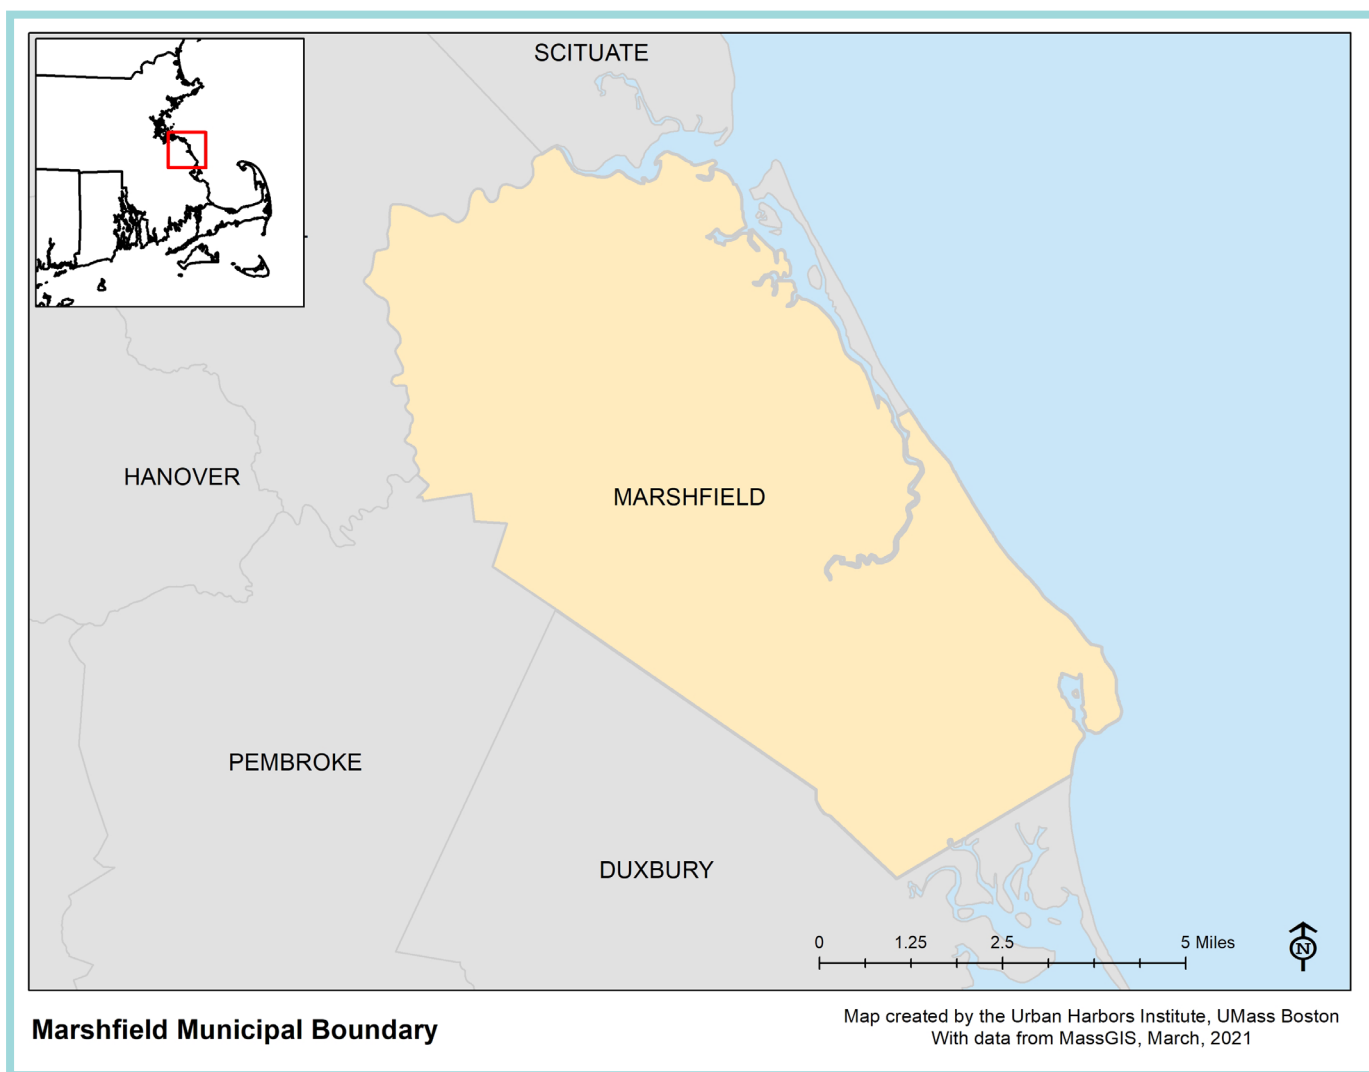 SCITUATE
HANOVER
MARSHFIELD
PEMBROKE
DUXBURY
0 1.25 2.5 5 Miles
N
Marshfield Municipal Boundary
Map created by the Urban Harbors Institute, UMass Boston
With data from MassGIS, March, 2021